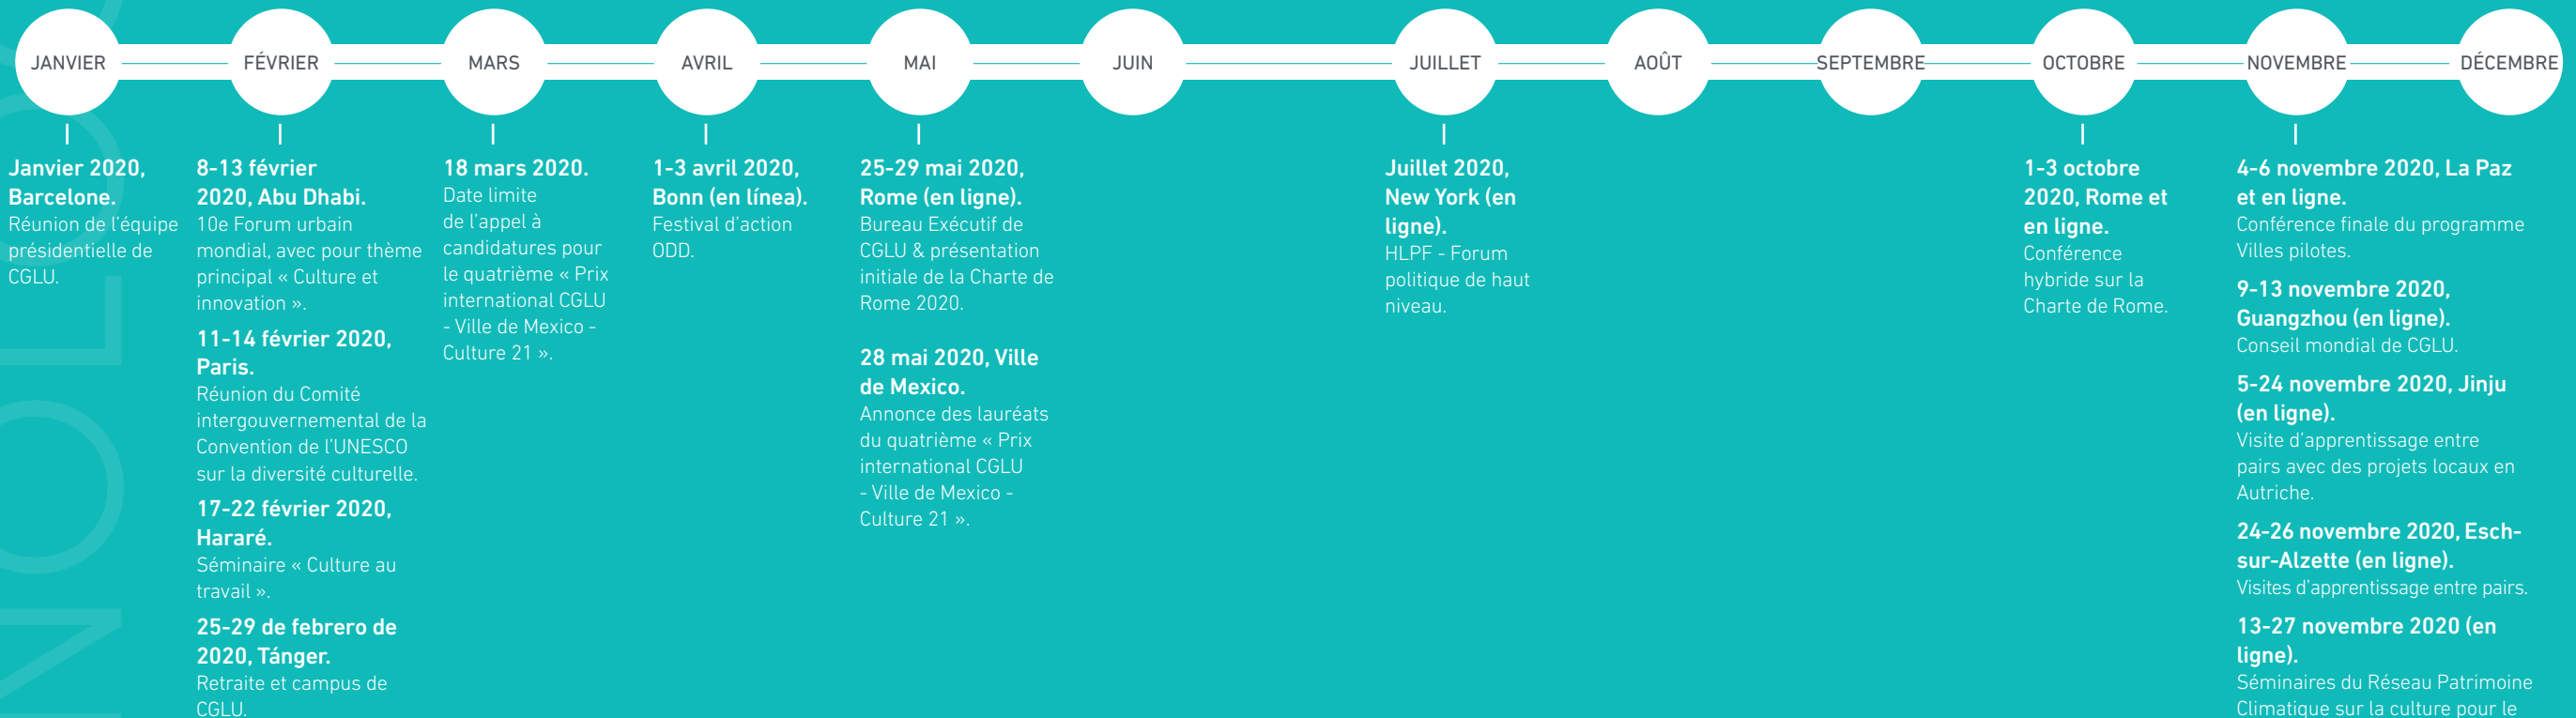 JANVIER
FÉVRIER
MARS
AVRIL
MAI
JUIN
JUILLET
AOÛT
SEPTEMBRE
OCTOBRE
NOVEMBRE
DÉCEMBRE
Janvier 2020,
Barcelone.
Réunion de l'équipe
présidentielle de
CGLU.
8-13 février
2020, Abu Dhabi.
10e Forum urbain
mondial, avec pour thème
principal « Culture et
innovation ».
11-14 février 2020,
Paris.
Réunion du Comité
intergouvernemental de la
Convention de l'UNESCO
sur la diversité culturelle.
17-22 février 2020,
Hararé.
Séminaire « Culture au
travail ».
25-29 de febrero de
2020, Tánger.
Retraite et campus de
CGLU.
18 mars 2020.
Date limite
de l'appel à
candidatures pour
le quatrième « Prix
international CGLU
- Ville de Mexico -
Culture 21 ».
1-3 avril 2020,
Bonn (en línea).
Festival d'action
ODD.
25-29 mai 2020,
Rome (en ligne).
Bureau Exécutif de
CGLU & présentation
initiale de la Charte de
Rome 2020.
28 mai 2020, Ville
de Mexico.
Annonce des lauréats
du quatrième « Prix
international CGLU
- Ville de Mexico -
Culture 21 ».
Juillet 2020,
New York (en
ligne).
HLPF - Forum
politique de haut
niveau.
1-3 octobre
2020, Rome et
en ligne.
Conférence
hybride sur la
Charte de Rome.
4-6 novembre 2020, La Paz
et en ligne.
Conférence finale du programme
Villes pilotes.
9-13 novembre 2020,
Guangzhou (en ligne).
Conseil mondial de CGLU.
5-24 novembre 2020, Jinju
(en ligne).
Visite d'apprentissage entre
pairs avec des projets locaux en
Autriche.
24-26 novembre 2020, Esch-
sur-Alzette (en ligne).
Visites d'apprentissage entre pairs.
13-27 novembre 2020 (en
ligne).
Séminaires du Réseau Patrimoine
Climatique sur la culture pour le
NOLO